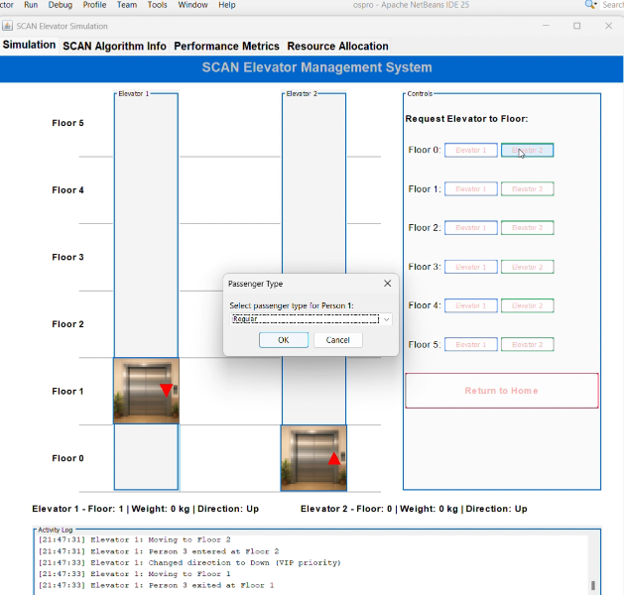 ctor Run Debug Profile Team Tools Window Help ospro - Apache NetBeans IDE 25 Searc
SCAN Elevator Simulation
Simulation SCAN Algorithm Info Performance Metrics Resource Allocation
SCAN Elevator Management System
Elevator 1 Elevator 2 Controls
Request Elevator to Floor:
Floor 5
Floor 0: Elevator 1 Elevator 2
Floor 4
Floor 1: Elevator 1 Elevator 2
Floor 2: Elevator 1 Elevator 2
Floor 3
Floor 3: Elevator 1 Elevator 2
Passenger Type
Select passenger type for Person 1:
Regular
OK Cancel
Floor 4: Elevator 1 Elevator 2
Floor 2
Floor 5: Elevator 1 Elevator 2
Floor 1
Return to Home
Floor 0
Elevator 1 - Floor: 1 | Weight: 0 kg | Direction: Up Elevator 2 - Floor: 0 | Weight: 0 kg | Direction: Up
Activity Log
[21:47:31] Elevator 1: Moving to Floor 2
[21:47:31] Elevator 1: Person 3 entered at Floor 2
[21:47:33] Elevator 1: Changed direction to Down (VIP priority)
[21:47:33] Elevator 1: Moving to Floor 1
[21:47:33] Elevator 1: Person 3 exited at Floor 1